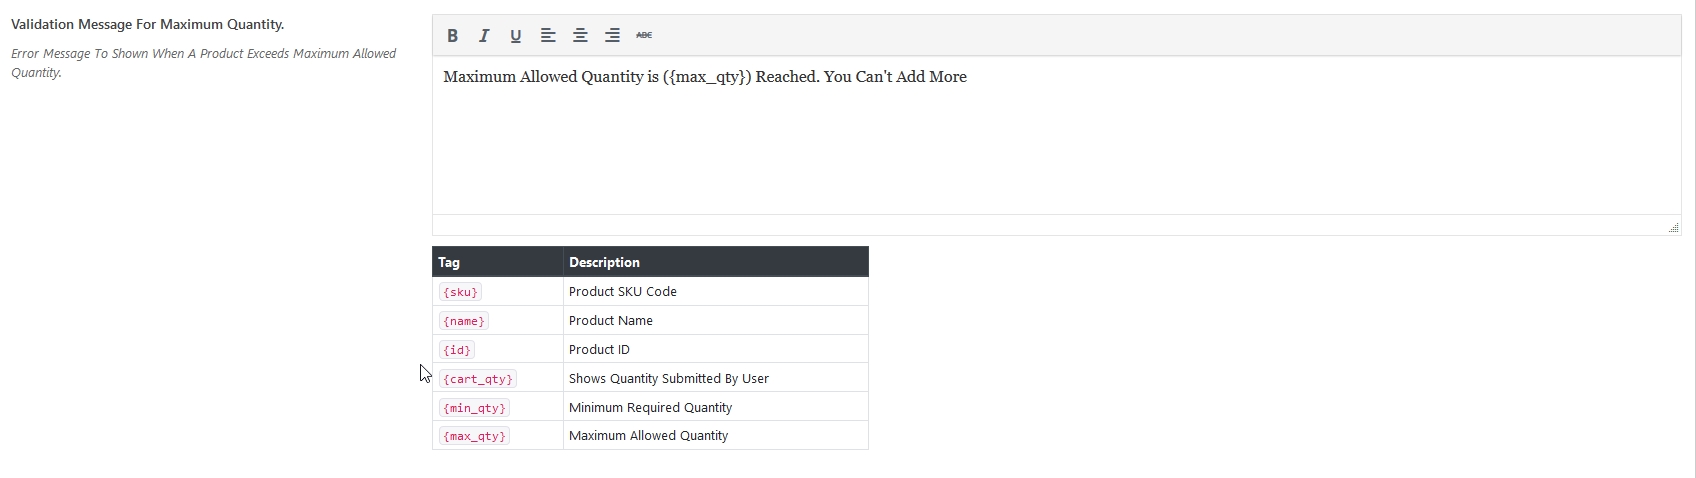 Validation Message For Maximum Quantity.
Error Message To Shown When A Product Exceeds Maximum Allowed
Quantity.
B I U ABC
Maximum Allowed Quantity is ({max_qty}) Reached. You Can't Add More
Tag Description
{sku} Product SKU Code
{name} Product Name
{id} Product ID
{cart_qty} Shows Quantity Submitted By User
{min_qty} Minimum Required Quantity
{max_qty} Maximum Allowed Quantity